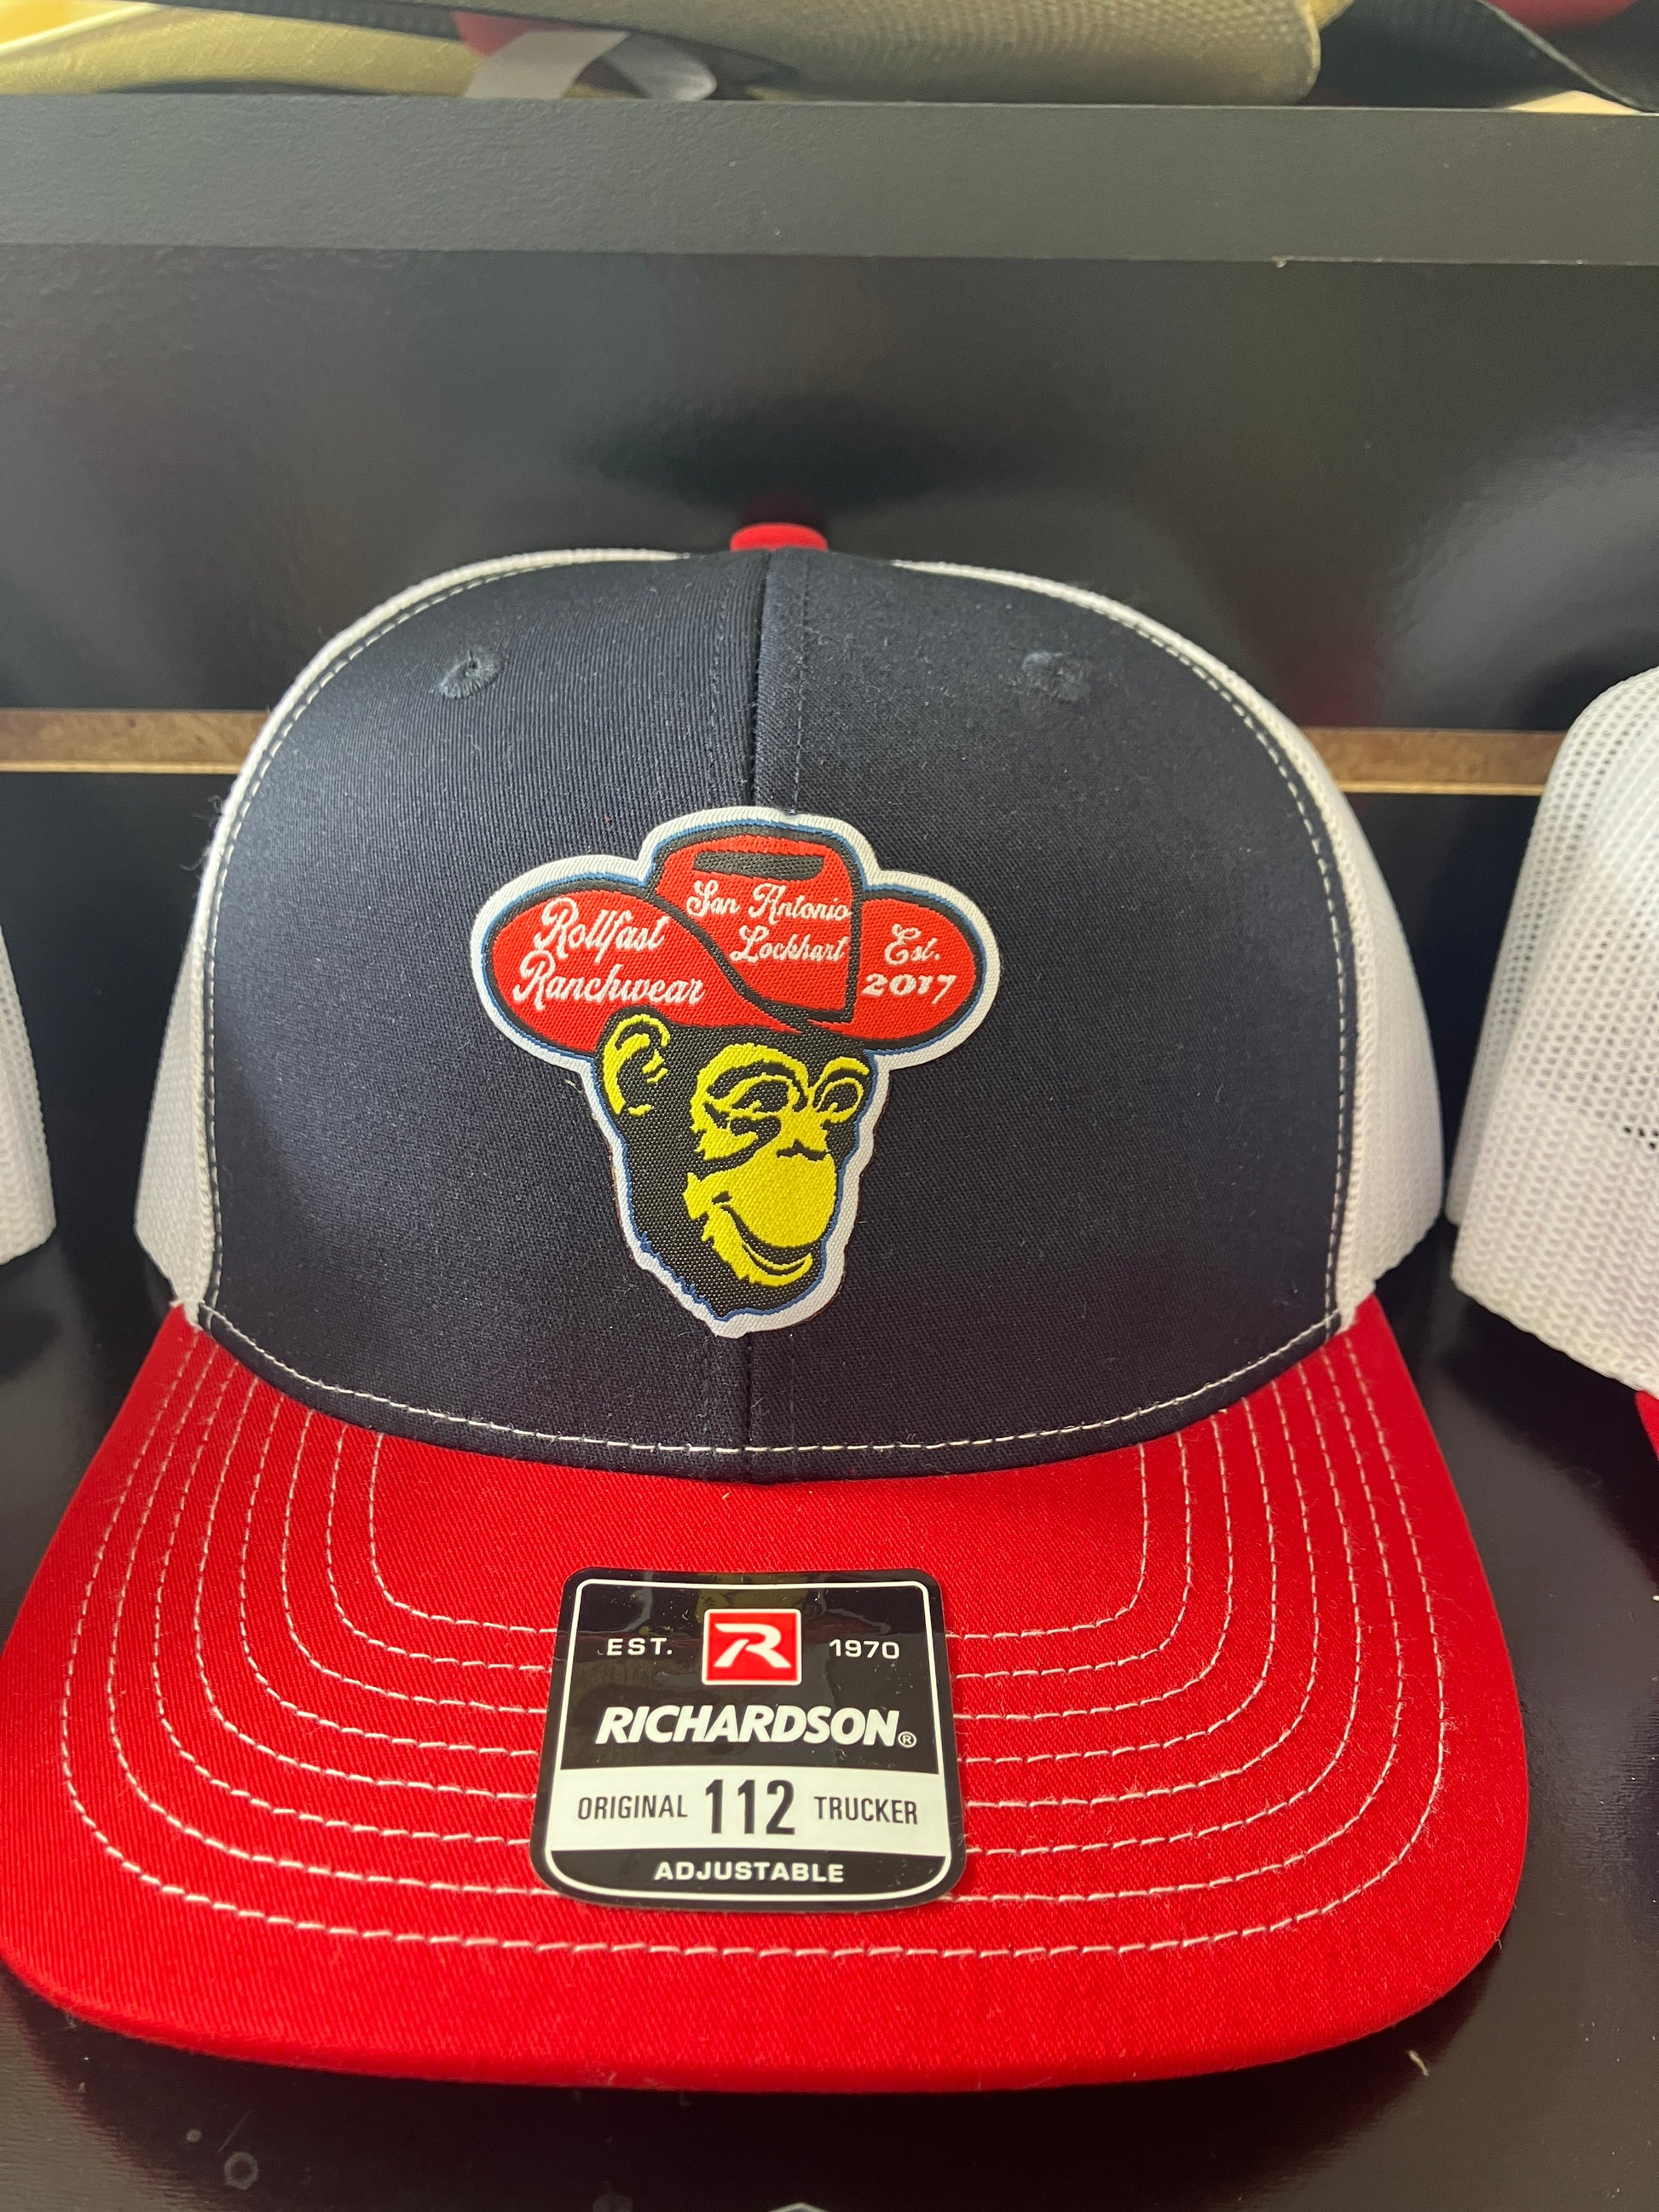 Rollfast
Ranchwear
San Antonio
Lockhart
Est.
2017
EST. R 1970
RICHARDSON®
ORIGINAL 112 TRUCKER
ADJUSTABLE